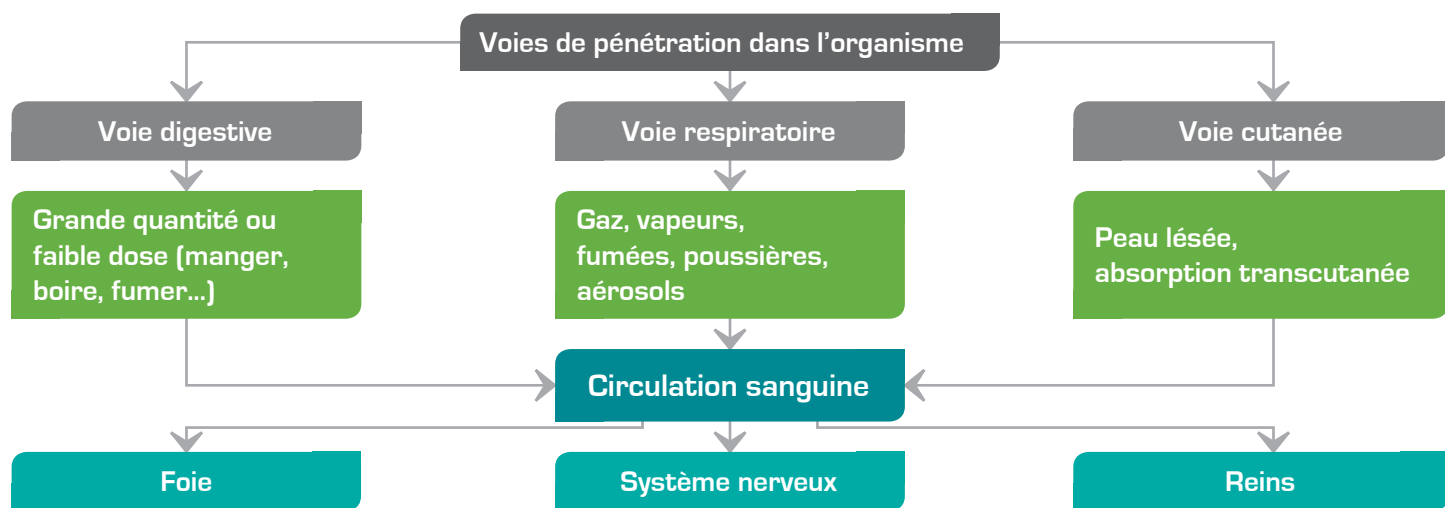 Voies de pénétration dans l’organisme
Voie digestive
Voie respiratoire
Voie cutanée
Grande quantité ou
faible dose (manger,
boire, fumer...)
Gaz, vapeurs,
fumées, poussières,
aérosols
Peau lésée,
absorption transcutanée
Circulation sanguine
Foie
Système nerveux
Reins